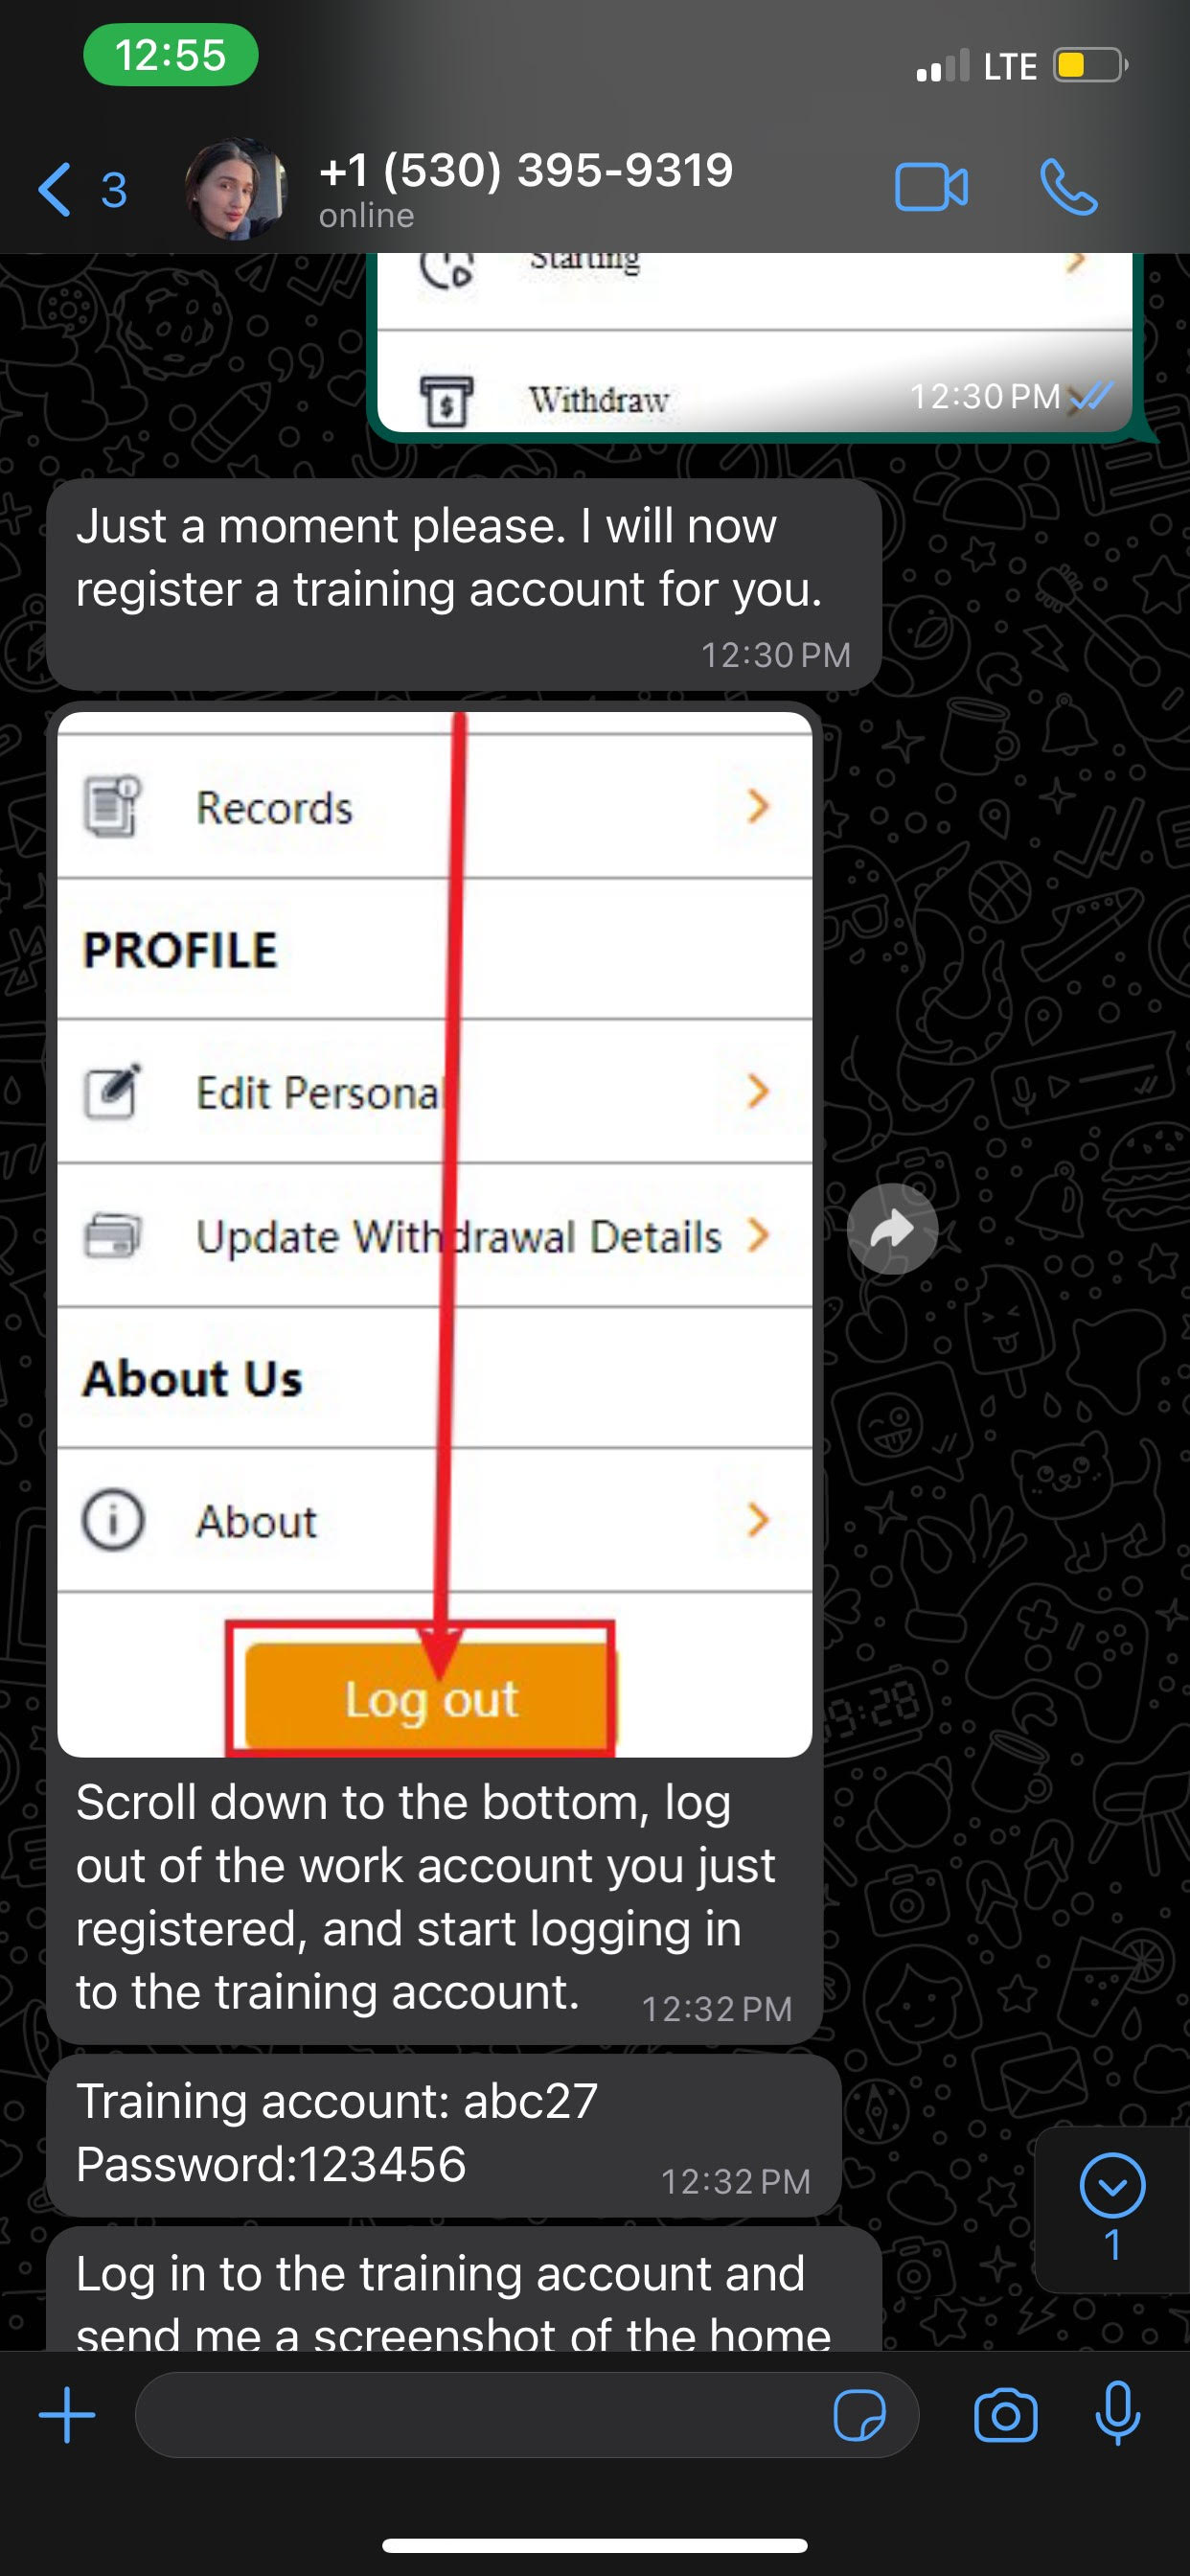 12:55
LTE
3
+1 (530) 395-9319
online
Starting
Withdraw
12:30 PM
Just a moment please. I will now
register a training account for you.
12:30 PM
Records
PROFILE
Edit Personal
Update Withdrawal Details
About Us
About
Log out
Scroll down to the bottom, log
out of the work account you just
registered, and start logging in
to the training account.
12:32 PM
Training account: abc27
Password:123456
12:32 PM
1
Log in to the training account and
send me a screenshot of the home